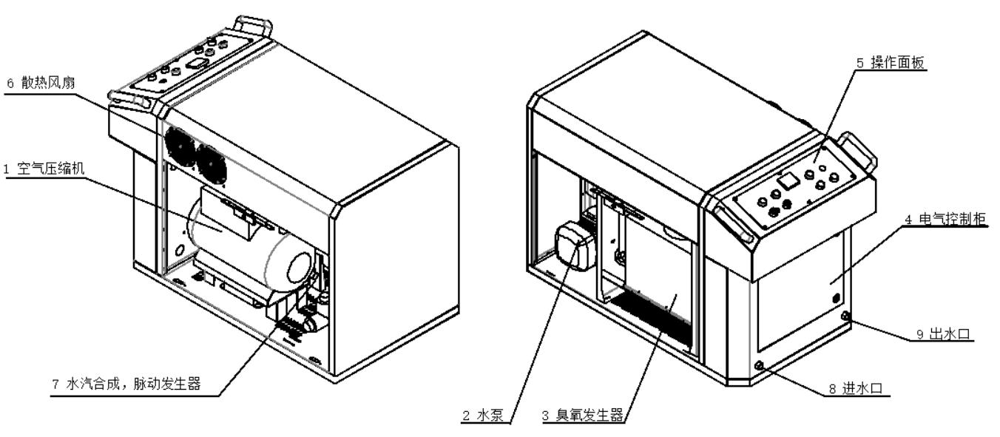 6 散热风扇
1 空气压缩机
7 水汽合成，脉动发生器
5 操作面板
4 电气控制柜
9 出水口
8 进水口
2 水泵
3 臭氧发生器